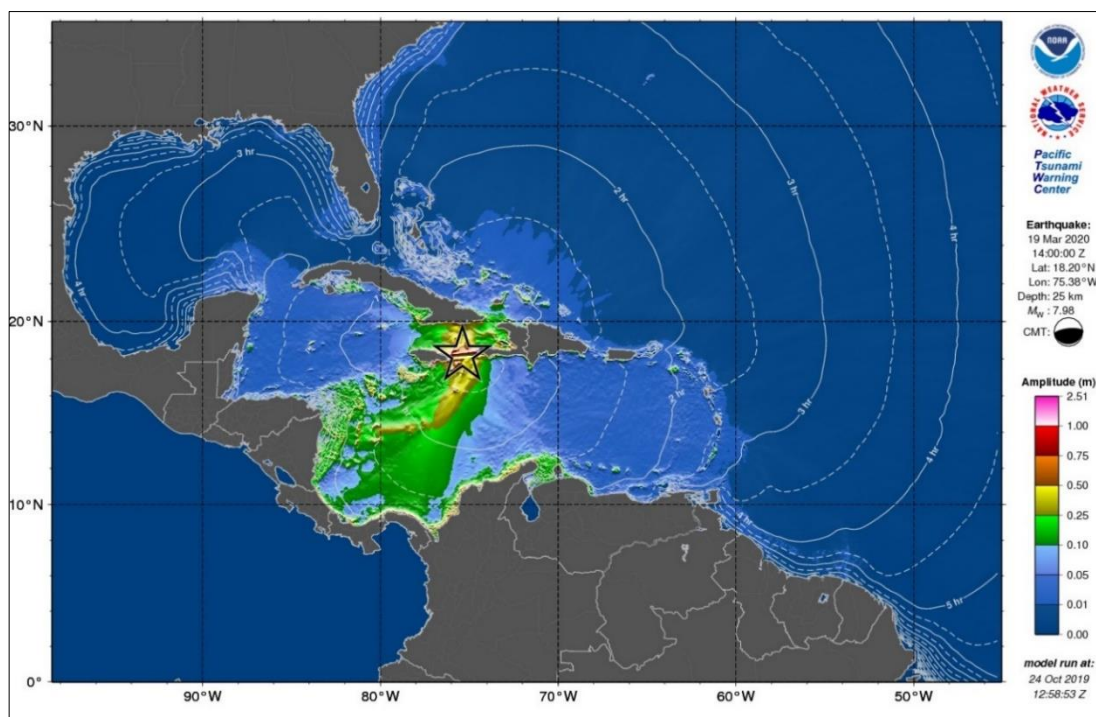 30°N
20°N
10°N
0°
90°W
80°W
70°W
60°W
50°W
3 hr
4 hr
2 hr
3 hr
4 hr
2 hr
3 hr
4 hr
5 hr
NOAA
NATIONAL WEATHER SERVICE
Pacific
Tsunami
Warning
Center
Earthquake:
19 Mar 2020
14:00:00 Z
Lat: 18.20°N
Lon: 75.38°W
Depth: 25 km
Mw : 7.98
CMT:
Amplitude (m)
2.51
1.00
0.75
0.50
0.25
0.10
0.05
0.01
0.00
model run at:
24 Oct 2019
12:58:53 Z